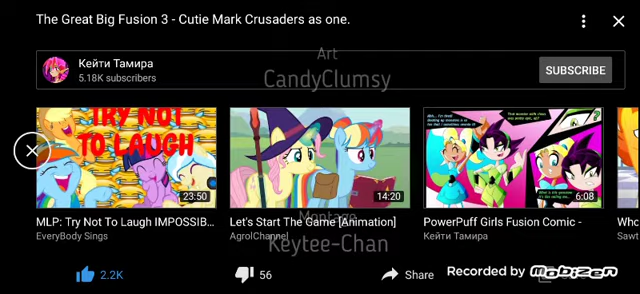 The Great Big Fusion 3 - Cutie Mark Crusaders as one.
Art
Кейти Тамира
5.18K subscribers
CandyClumsy
SUBSCRIBE
TRY NOT
TO LAUGH
23:50
14:20
6:08
MLP: Try Not To Laugh IMPOSSIB...
EveryBody Sings
Let's Start The Game [Animation]
AgrolChannel
PowerPuff Girls Fusion Comic -
Кейти Тамира
Whc
Sawt
Montage
Keytee-Chan
2.2K
56
Share
Recorded by Mobizen